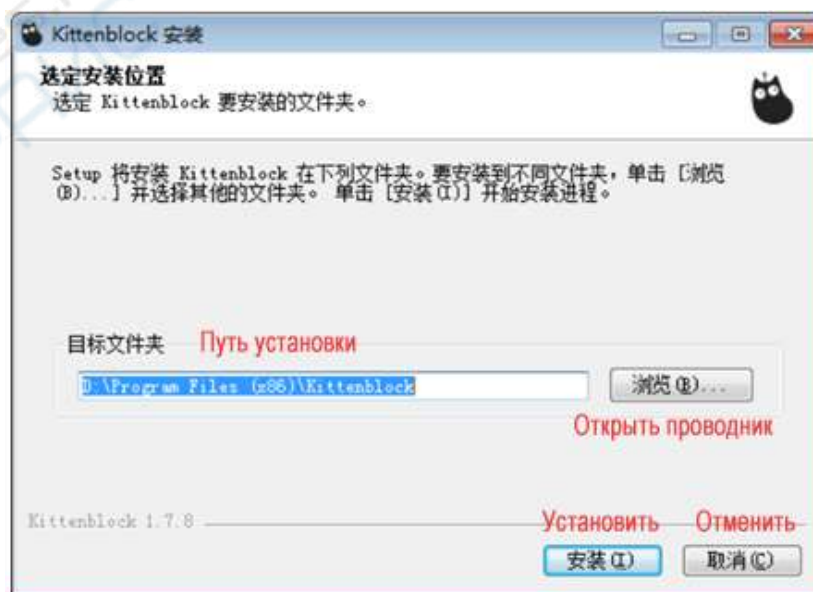 Kittenblock 安装
选定安装位置
选定 Kittenblock 要安装的文件夹。
Setup 将安装 Kittenblock 在下列文件夹。要安装到不同文件夹，单击 [浏览
(B)...] 并选择其他的文件夹。 单击 [安装(I)] 开始安装进程。
目标文件夹 Путь установки
D:\Program Files (x86)\Kittenblock 浏览(B)...
Открыть проводник
Kittenblock 1.7.8
Установить Отменить
安装(I) 取消(C)